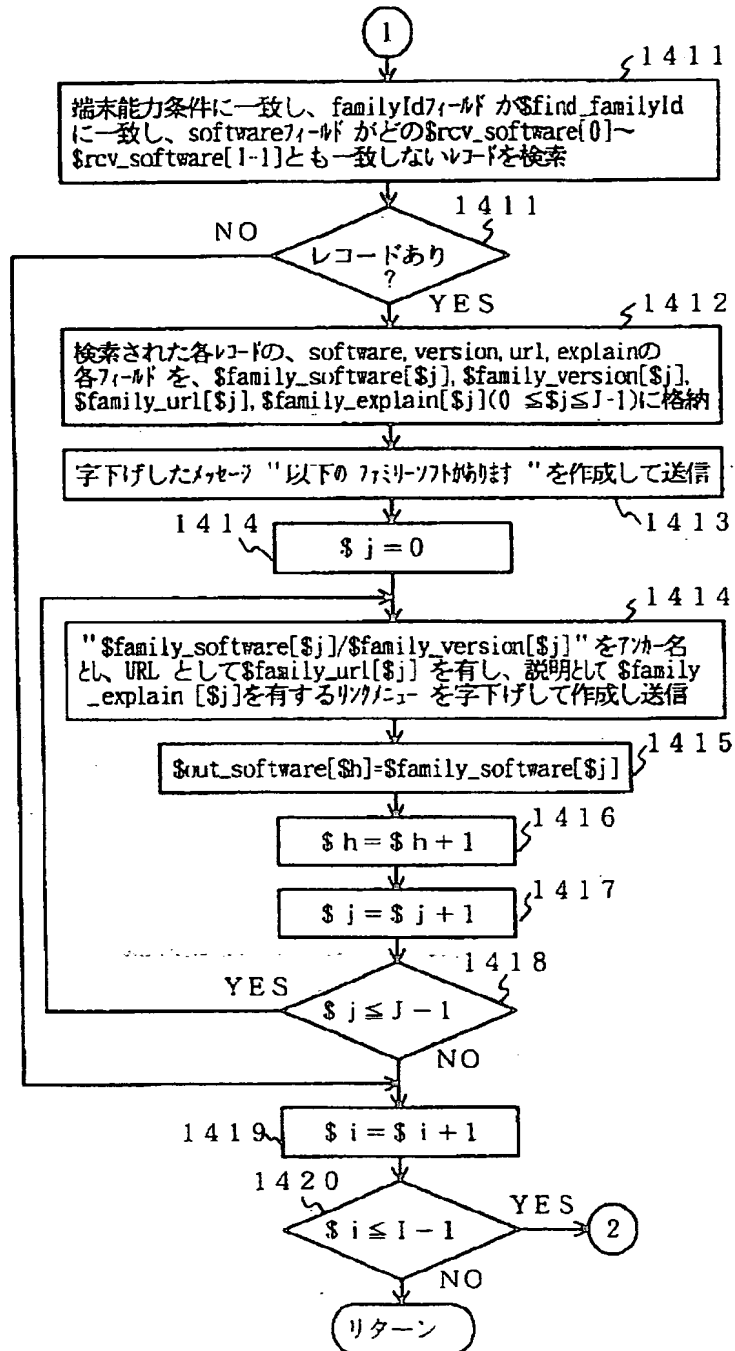 1
1411
端末能力条件に一致し、familyIdフィールド が$find_familyId
に一致し、softwareフィールド がどの$rcv_software[0]～
$rcv_software[I-1]とも一致しないレコードを検索
1411
NO
レコードあり
?
YES
1412
検索された各レコードの、software, version, url, explainの
各フィールド を、$family_software[$j], $family_version[$j],
$family_url[$j], $family_explain[$j](0 ≦$j≦J-1)に格納
字下げしたメッセージ "以下の ファミリーソフトがあります "を作成して送信
1413
1414
$ j = 0
1414
"$family_software[$j]/$family_version[$j]" をアンカー名
とし、URL として$family_url[$j] を有し、説明として $family
_explain [$j]を有するリンクメニュー を字下げして作成し送信
1415
$out_software[$h]=$family_software[$j]
1416
$ h = $ h + 1
1417
$ j = $ j + 1
1418
YES
$ j ≦ J - 1
NO
1419
$ i = $ i + 1
1420
YES
$ i ≦ I - 1
2
NO
リターン